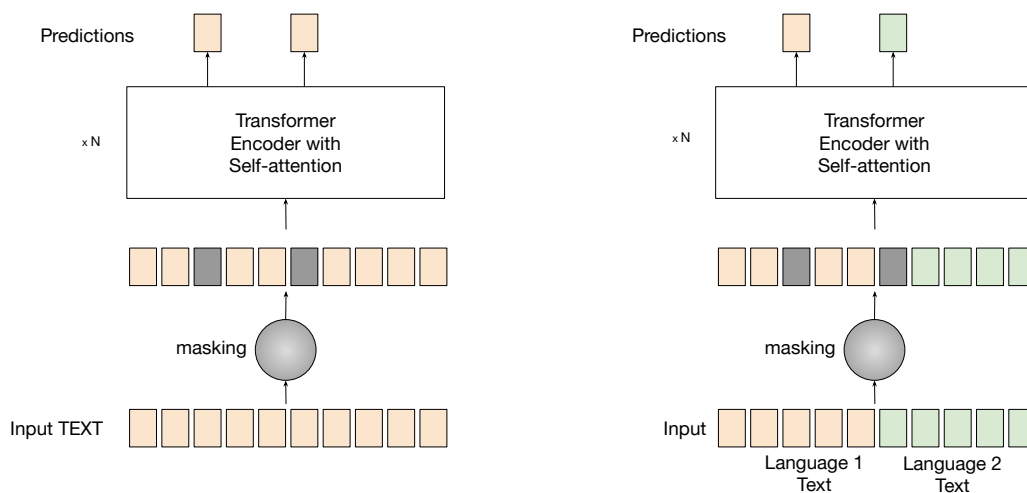 Predictions
x N
Transformer
Encoder with
Self-attention
masking
Input TEXT
Predictions
x N
Transformer
Encoder with
Self-attention
masking
Input
Language 1
Text
Language 2
Text